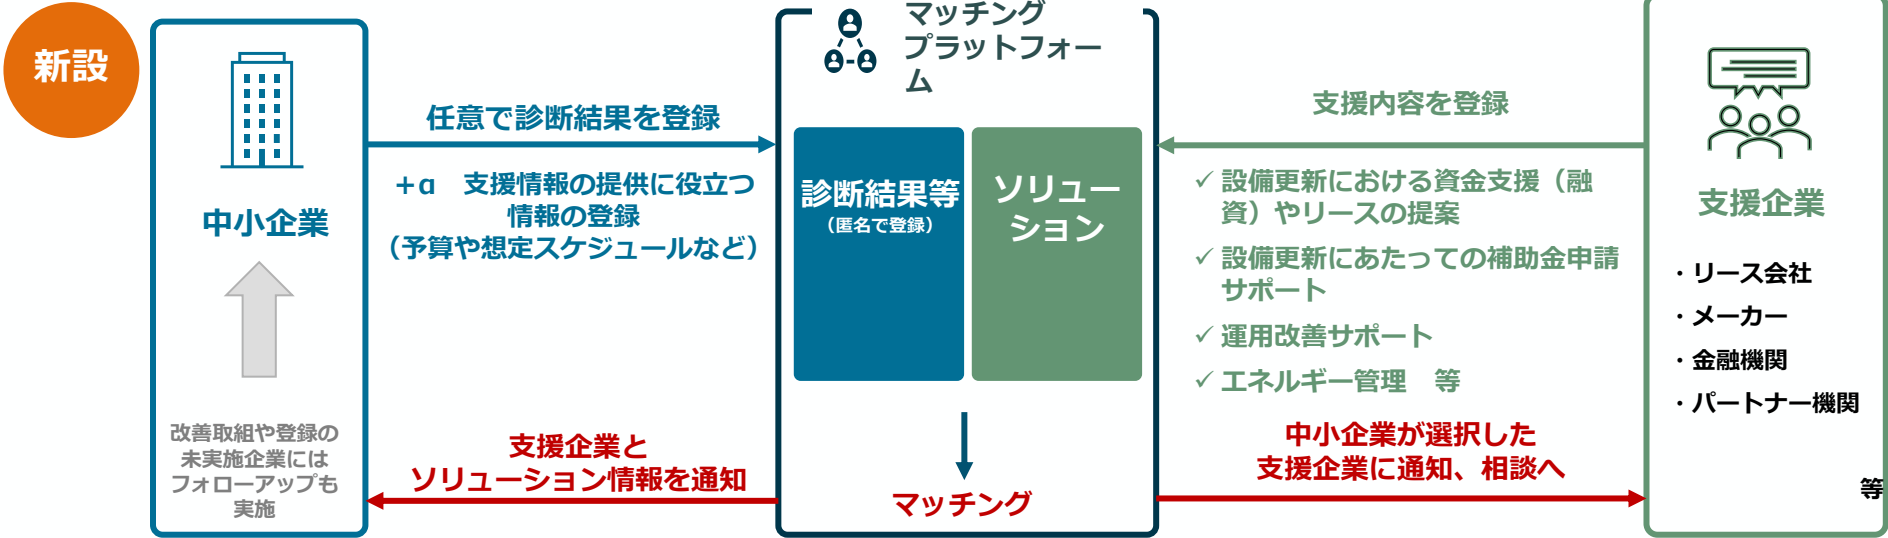 新設
中小企業
改善取組や登録の
未実施企業には
フォローアップも
実施
任意で診断結果を登録
+α　支援情報の提供に役立つ
情報の登録
（予算や想定スケジュールなど）
支援企業と
ソリューション情報を通知
マッチング
プラットフォー
ム
診断結果等
（匿名で登録）
ソリュー
ション
マッチング
支援内容を登録
✓ 設備更新における資金支援（融
資）やリースの提案
✓ 設備更新にあたっての補助金申請
サポート
✓ 運用改善サポート
✓ エネルギー管理　等
中小企業が選択した
支援企業に通知、相談へ
支援企業
・リース会社
・メーカー
・金融機関
・パートナー機関
等